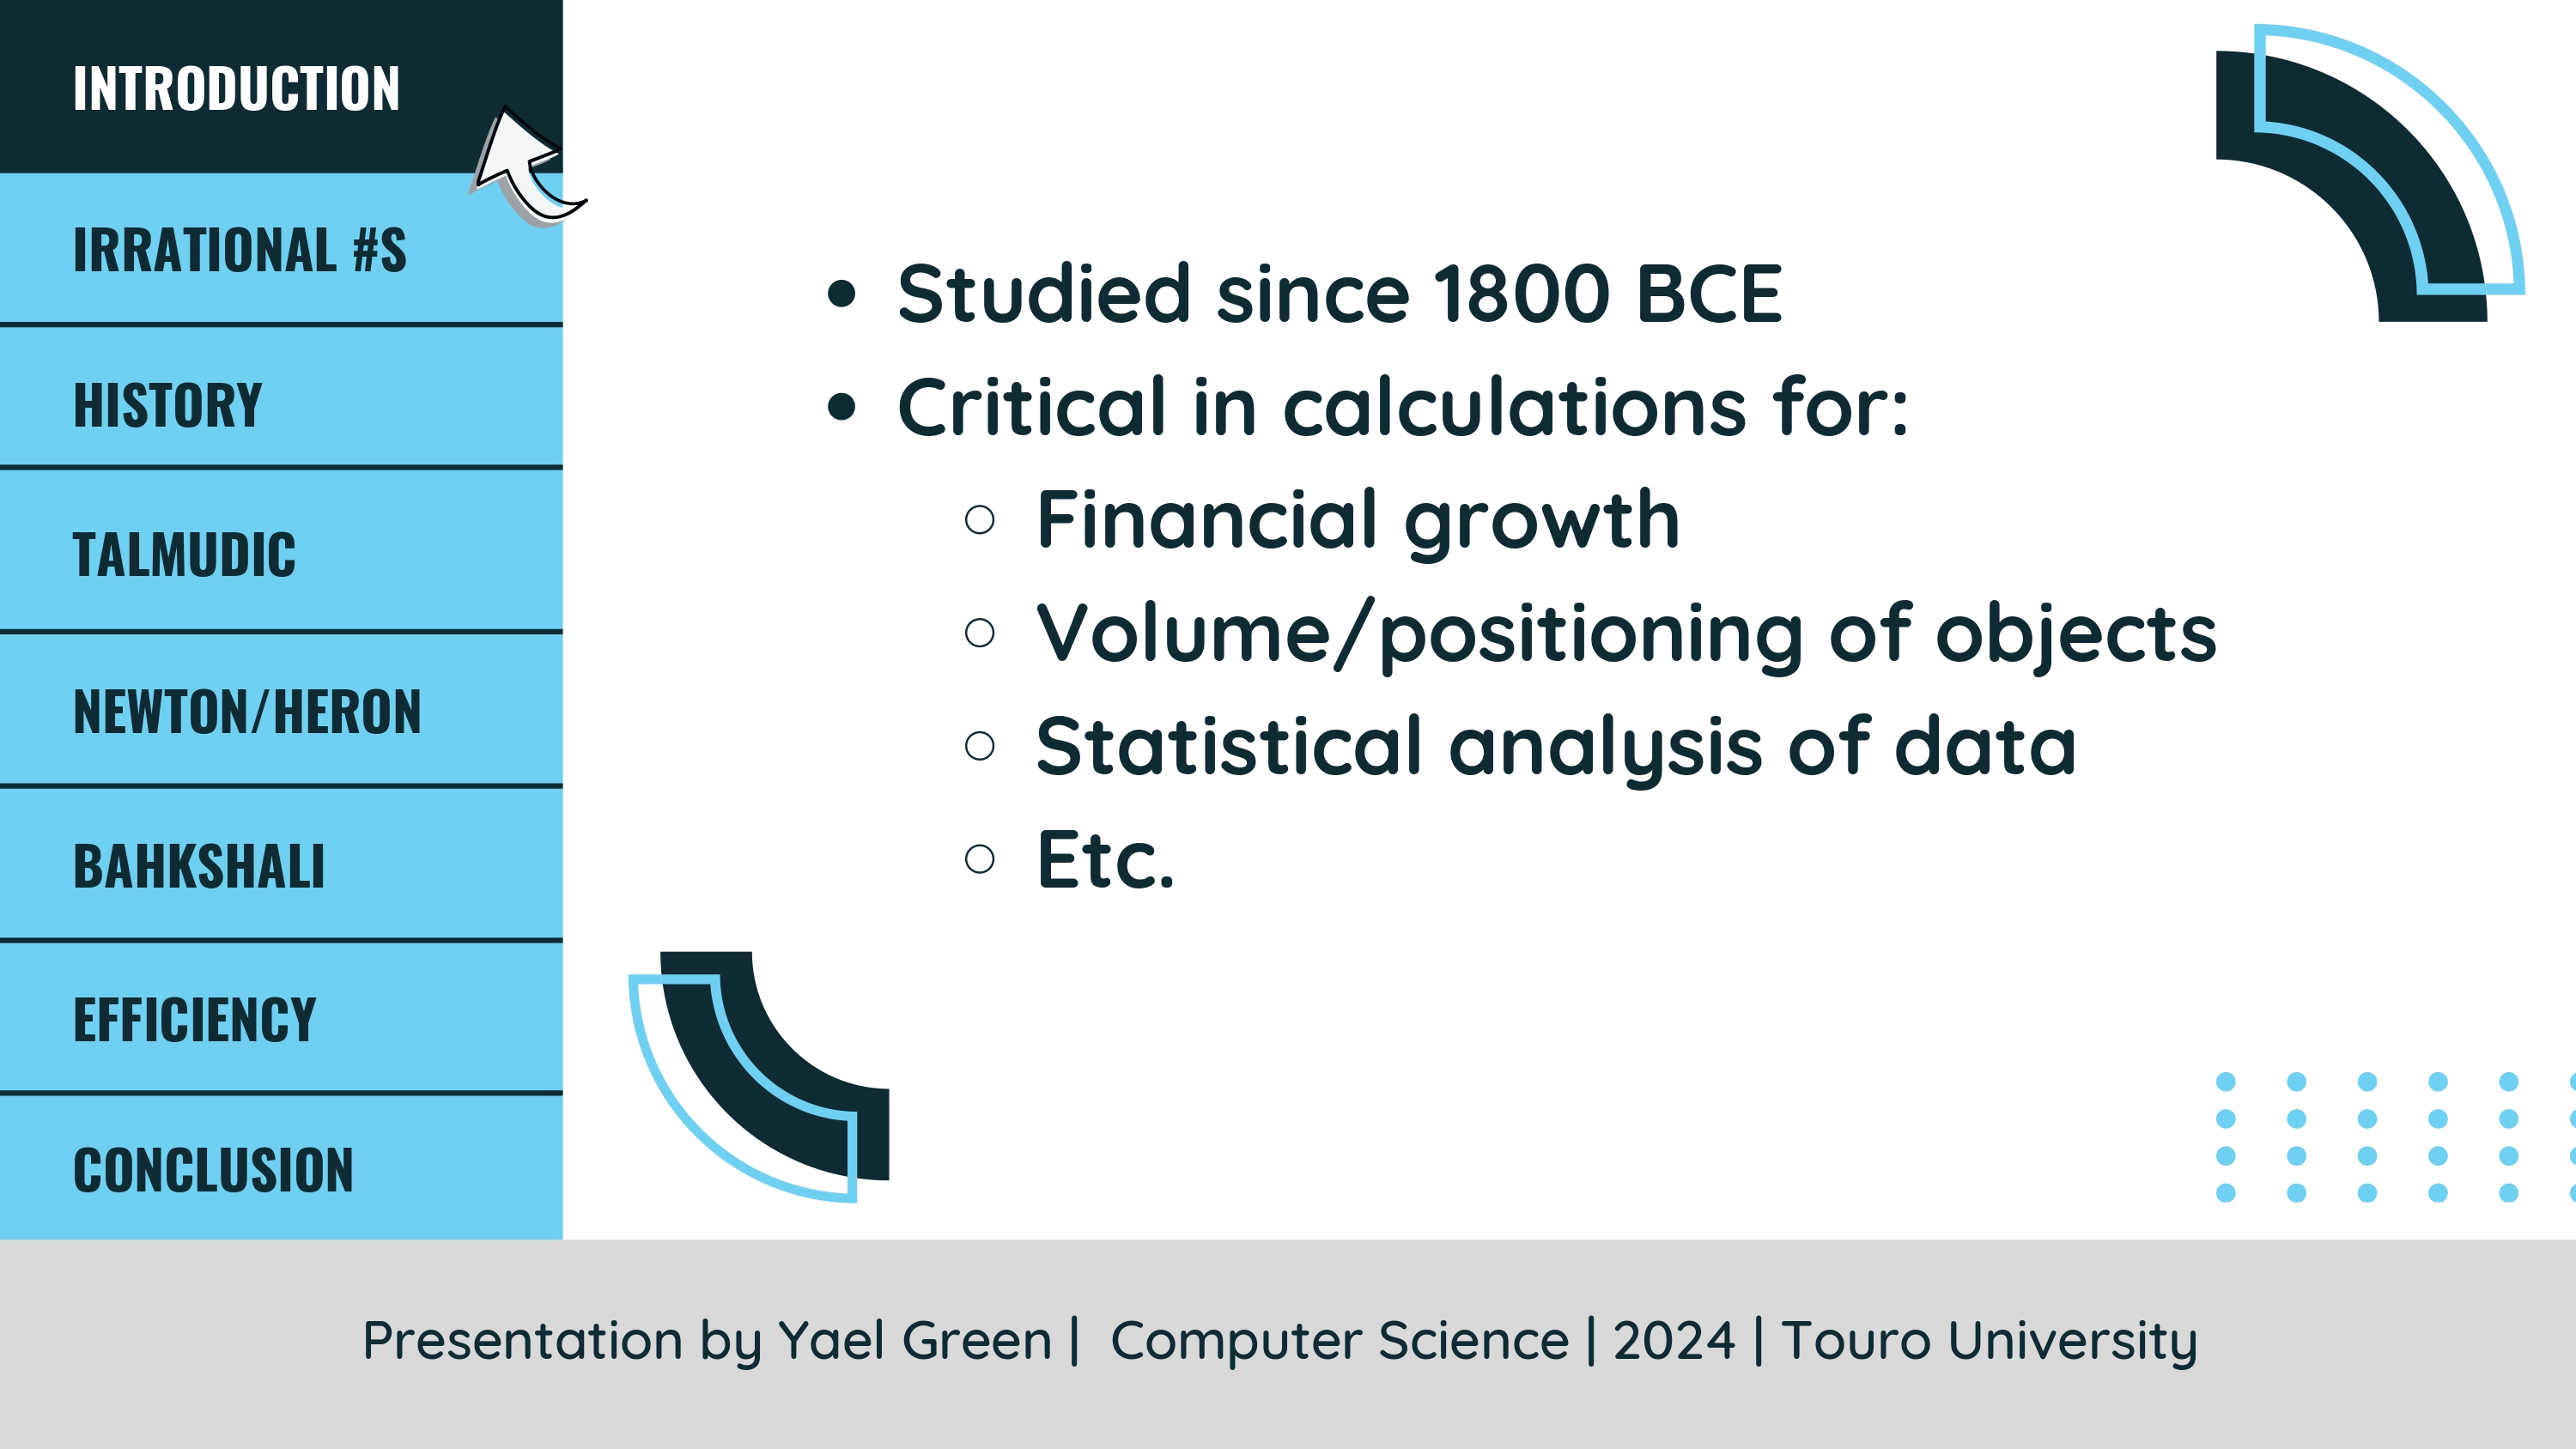 INTRODUCTION
IRRATIONAL #S
HISTORY
TALMUDIC
NEWTON/HERON
BAHKSHALI
EFFICIENCY
CONCLUSION
• Studied since 1800 BCE
• Critical in calculations for:
○ Financial growth
○ Volume/positioning of objects
○ Statistical analysis of data
○ Etc.
Presentation by Yael Green | Computer Science | 2024 | Touro University